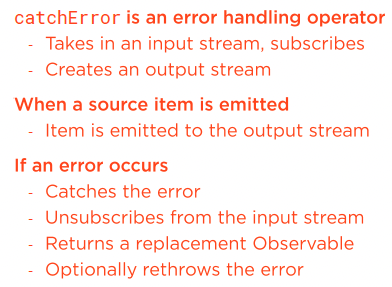 catchError is an error handling operator
- Takes in an input stream, subscribes
- Creates an output stream
When a source item is emitted
- Item is emitted to the output stream
If an error occurs
- Catches the error
- Unsubscribes from the input stream
- Returns a replacement Observable
- Optionally rethrows the error